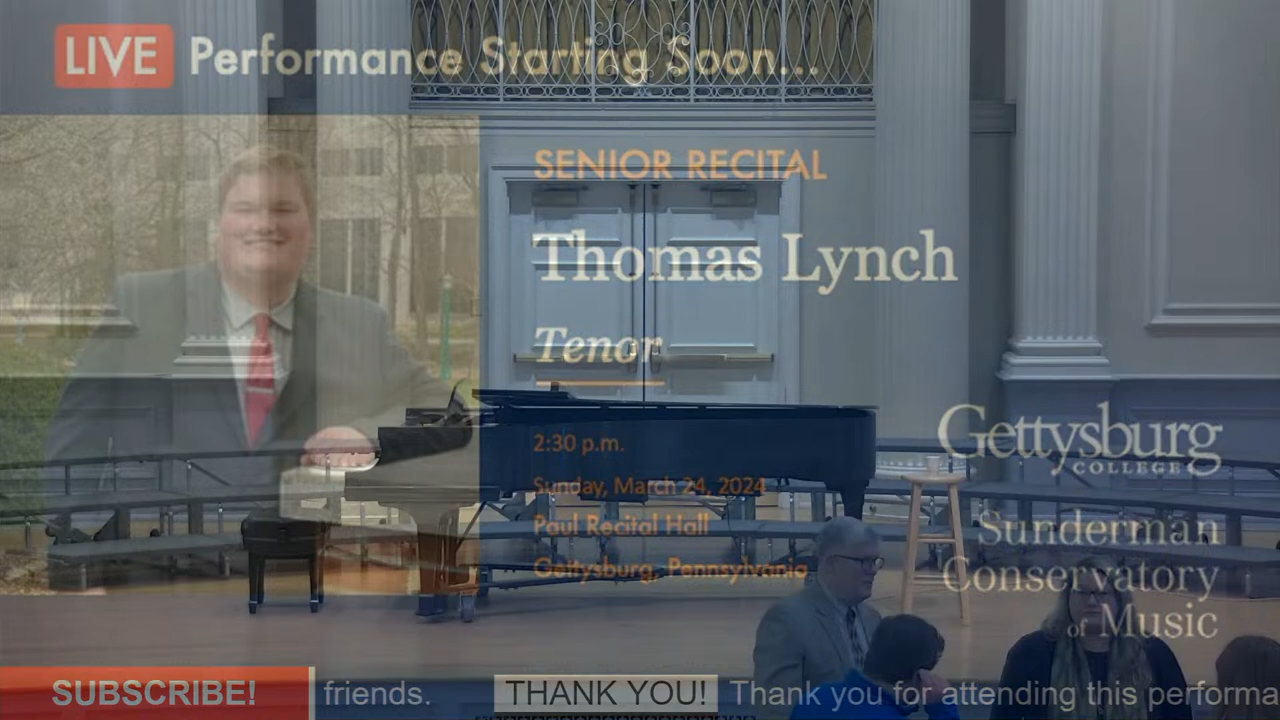 LIVE Performance Starting Soon...
SENIOR RECITAL
Thomas Lynch
Tenor
2:30 p.m.
Sunday, March 24, 2024
Paul Recital Hall
Gettysburg, Pennsylvania
Gettysburg
COLLEGE
Sunderman
Conservatory
of Music
SUBSCRIBE! friends. THANK YOU! Thank you for attending this performa